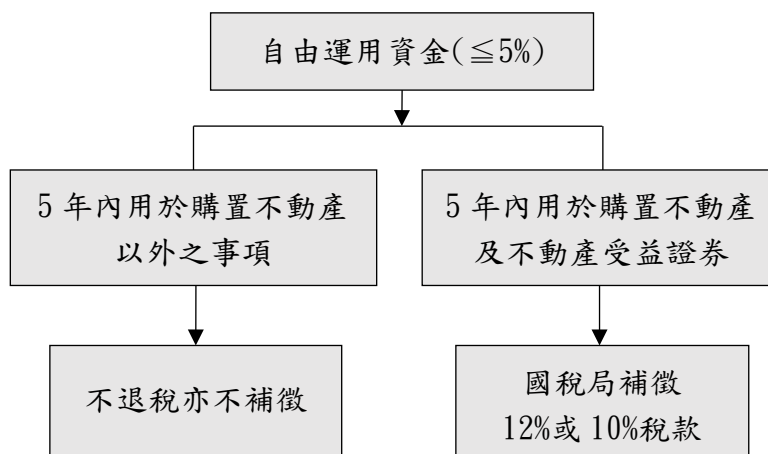 自由運用資金(≦5%)
5 年內用於購置不動產
以外之事項
5 年內用於購置不動產
及不動產受益證券
不退稅亦不補徵
國稅局補徵
12%或 10%稅款